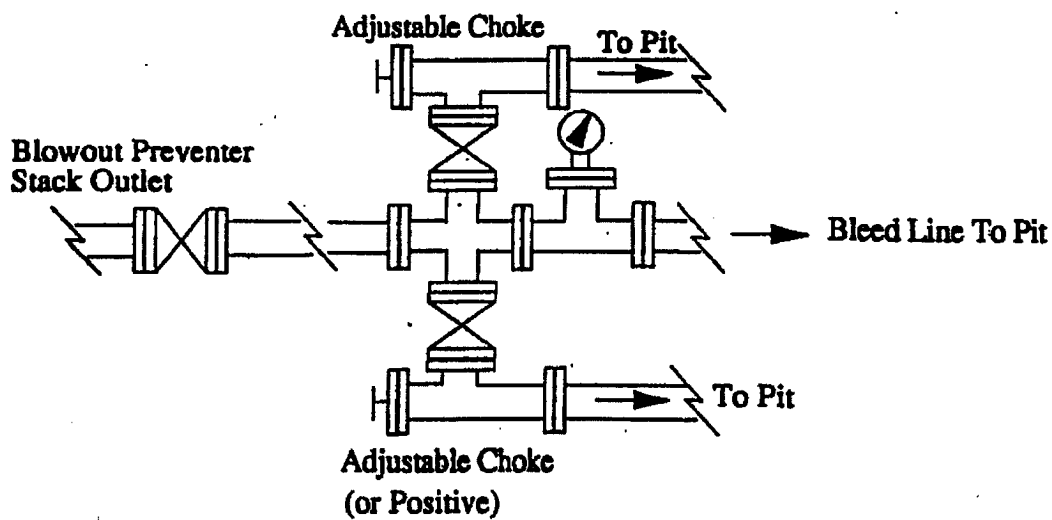 Adjustable Choke
To Pit
Blowout Preventer
Stack Outlet
Bleed Line To Pit
To Pit
Adjustable Choke
(or Positive)